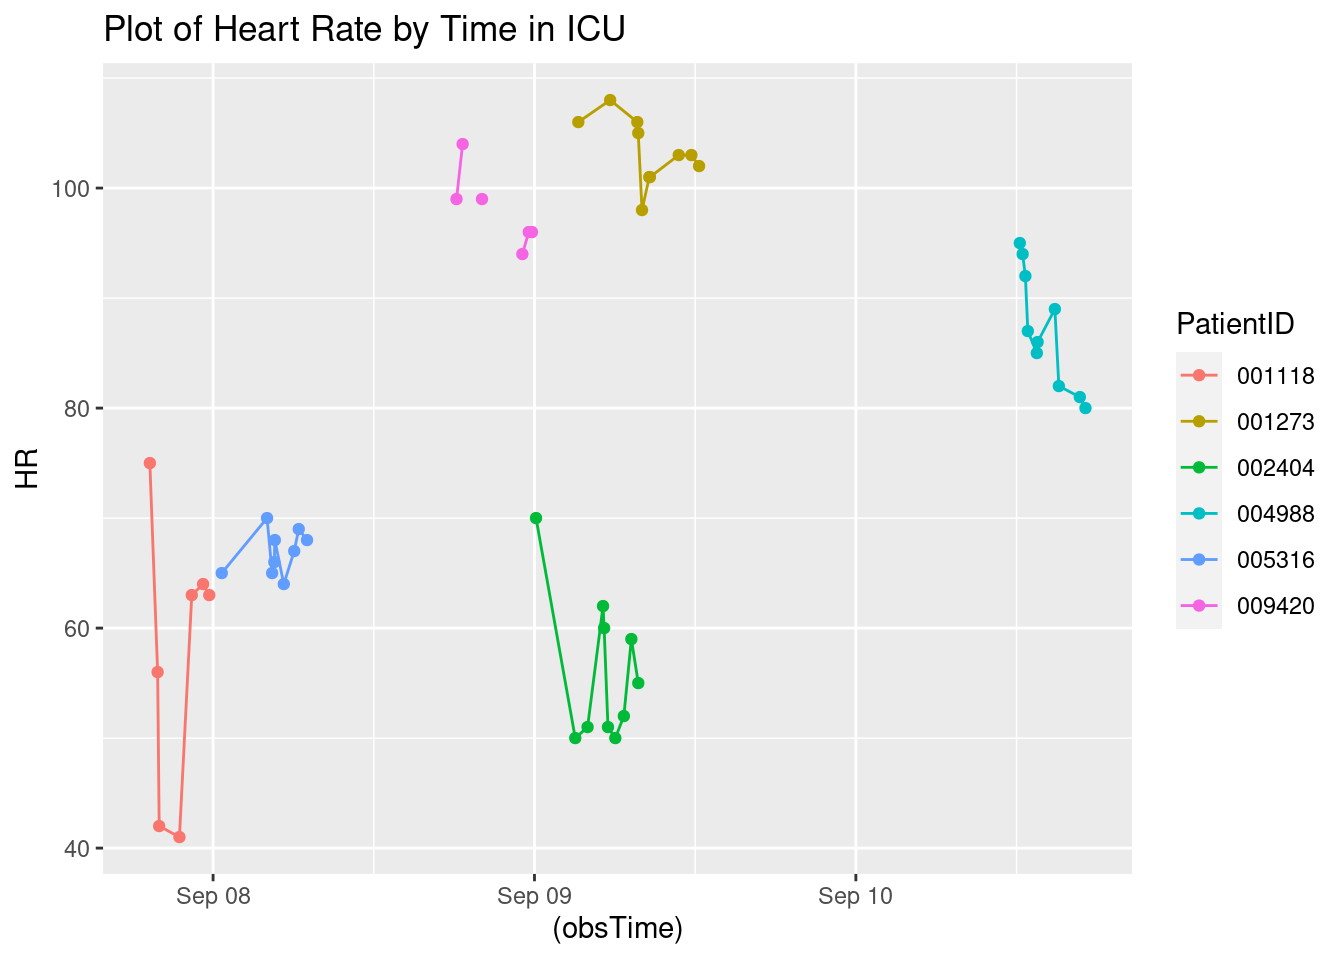 Plot of Heart Rate by Time in ICU
HR
100
80
60
40
Sep 08
Sep 09
Sep 10
(obsTime)
PatientID
001118
001273
002404
004988
005316
009420